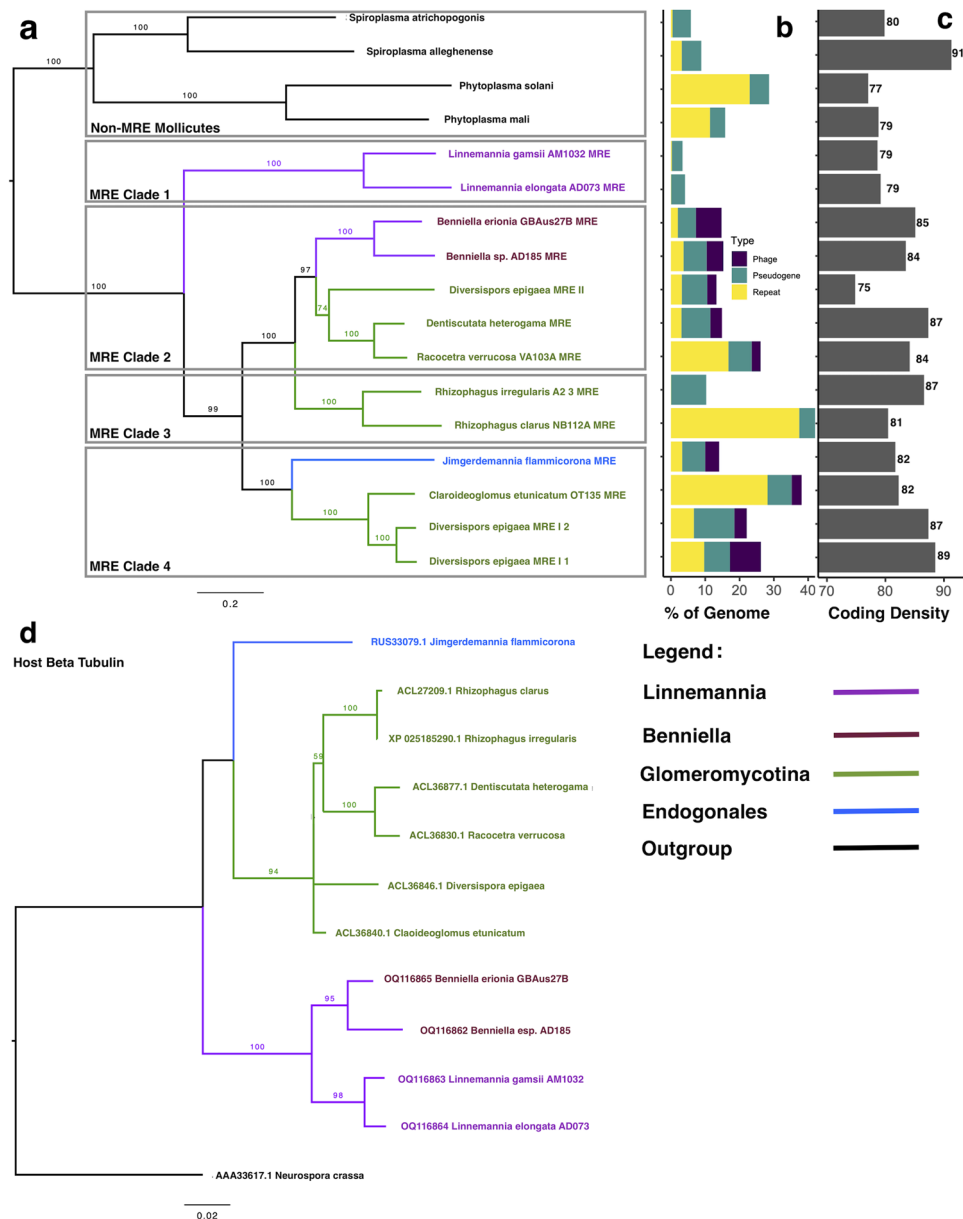 a
b
c
Spiroplasma atrichopogonis
Spiroplasma alleghenense
Phytoplasma solani
Phytoplasma mali
100
100
100
Non-MRE Mollicutes
Linnemannia gamsii AM1032 MRE
Linnemannia elongata AD073 MRE
100
MRE Clade 1
Benniella erionia GBAus27B MRE
Benniella sp. AD185 MRE
Diversispors epigaea MRE II
Dentiscutata heterogama MRE
Racocetra verrucosa VA103A MRE
100
97
74
100
100
100
MRE Clade 2
Rhizophagus irregularis A2 3 MRE
Rhizophagus clarus NB112A MRE
100
99
MRE Clade 3
Jimgerdemannia flammicorona MRE
Claroideoglomus etunicatum OT135 MRE
Diversispors epigaea MRE I 2
Diversispors epigaea MRE I 1
100
100
100
MRE Clade 4
0.2
Type
Phage
Pseudogene
Repeat
0 10 20 30 40
% of Genome
80
91
77
79
79
79
85
84
75
87
84
87
81
82
82
87
89
70 80 90
Coding Density
d
Host Beta Tubulin
RUS33079.1 Jimgerdemannia flammicorona
ACL27209.1 Rhizophagus clarus
XP 025185290.1 Rhizophagus irregularis
ACL36877.1 Dentiscutata heterogama
ACL36830.1 Racocetra verrucosa
ACL36846.1 Diversispora epigaea
ACL36840.1 Claoideoglomus etunicatum
100
59
100
94
OQ116865 Benniella erionia GBAus27B
OQ116862 Benniella esp. AD185
OQ116863 Linnemannia gamsii AM1032
OQ116864 Linnemannia elongata AD073
95
100
98
AAA33617.1 Neurospora crassa
0.02
Legend:
Linnemannia
Benniella
Glomeromycotina
Endogonales
Outgroup